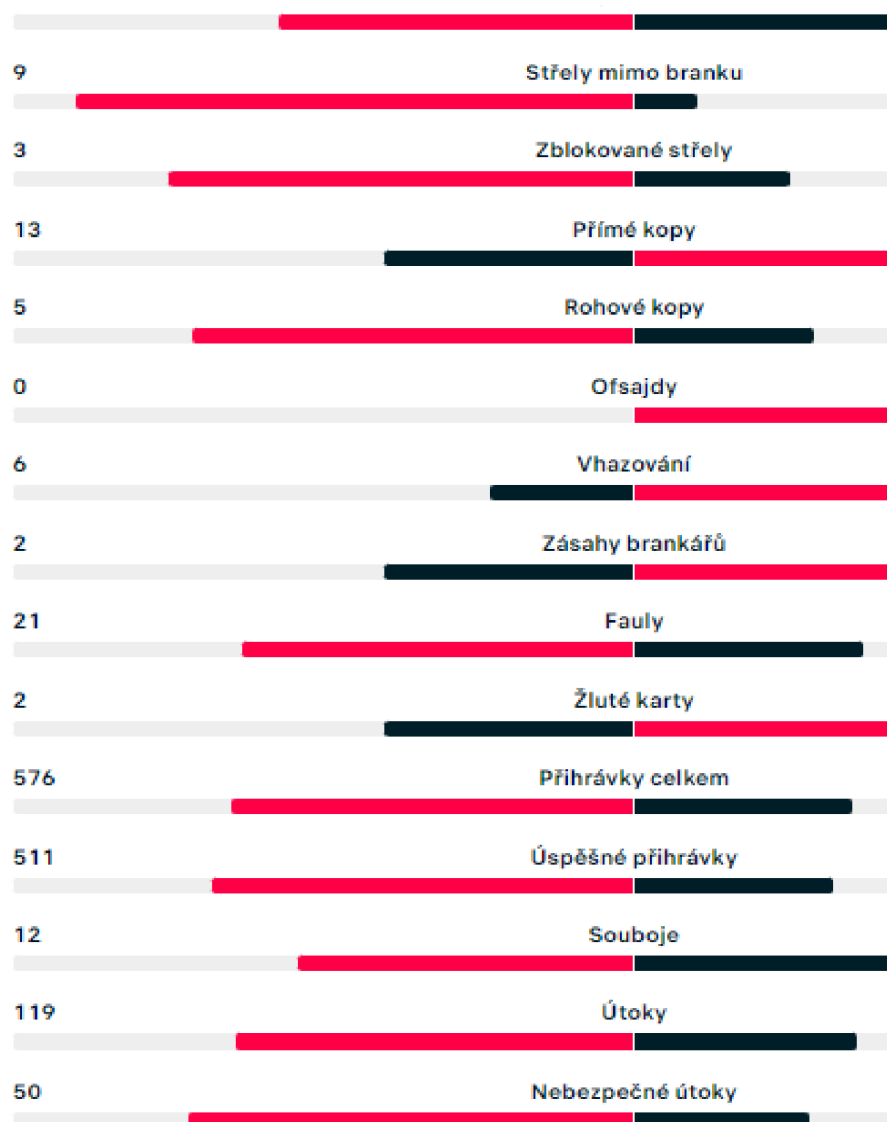 9 Střely mimo branku
3 Zblokované střely
13 Přímé kopy
5 Rohové kopy
0 Ofsajdy
6 Vhazování
2 Zásahy brankářů
21 Fauly
2 Žluté karty
576 Přihrávky celkem
511 Úspěšné přihrávky
12 Souboje
119 Útoky
50 Nebezpečné útoky